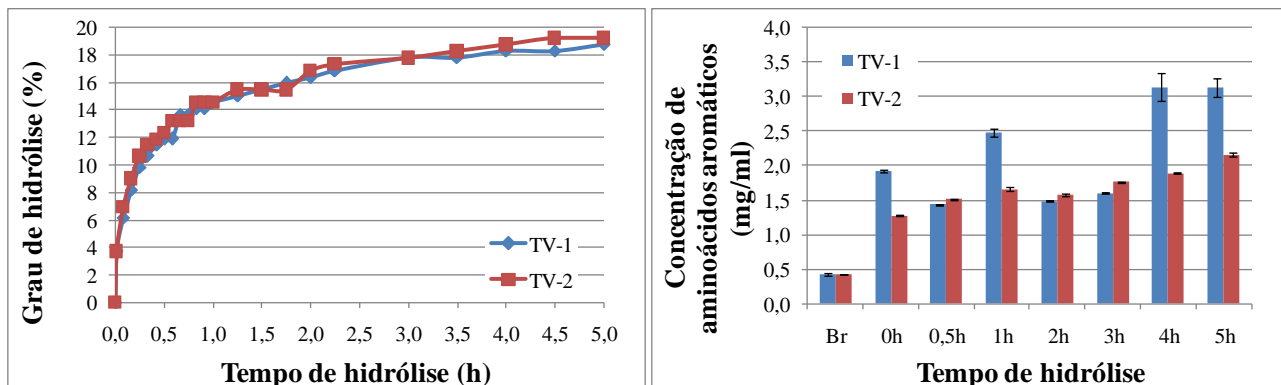 20
18
16
14
12
10
8
6
4
2
0
Grau de hidrólise (%)
TV-1
TV-2
0,0 0,5 1,0 1,5 2,0 2,5 3,0 3,5 4,0 4,5 5,0
Tempo de hidrólise (h)
4,0
3,5
3,0
2,5
2,0
1,5
1,0
0,5
0,0
Concentração de
aminoácidos aromáticos
(mg/ml)
TV-1
TV-2
Br 0h 0,5h 1h 2h 3h 4h 5h
Tempo de hidrólise